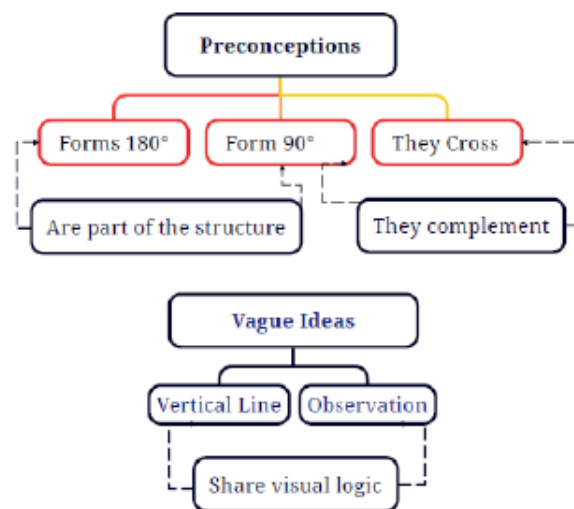 Preconceptions
Forms 180°
Form 90°
They Cross
Are part of the structure
They complement
Vague Ideas
Vertical Line
Observation
Share visual logic